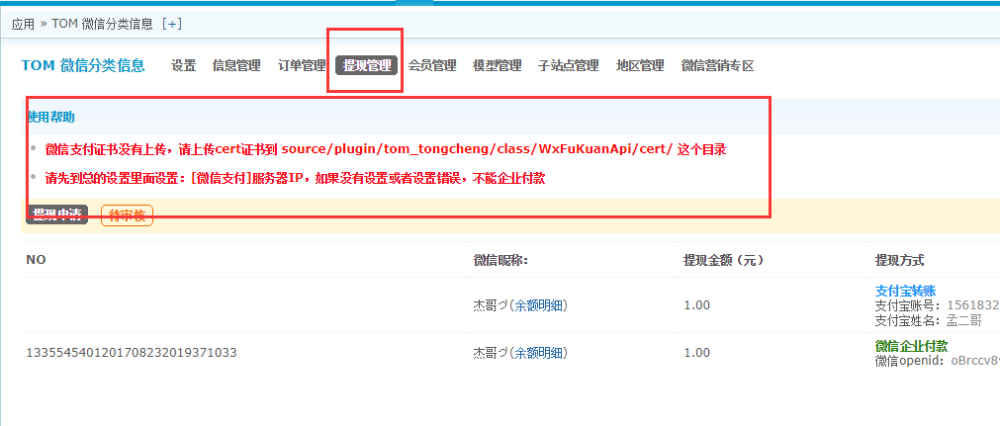 应用 » TOM 微信分类信息 [+]
TOM 微信分类信息 设置 信息管理 订单管理 提现管理 会员管理 模型管理 子站点管理 地区管理 微信营销专区
使用帮助
微信支付证书没有上传，请上传cert证书到 source/plugin/tom_tongcheng/class/WxFuKuanApi/cert/ 这个目录
请先到总的设置里面设置：[微信支付]服务器IP，如果没有设置或者设置错误，不能企业付款
提现申请 待审核
NO 微信昵称： 提现金额（元） 提现方式
支付宝转账
杰哥ジ(余额明细) 1.00 支付宝账号：1561832
支付宝姓名：孟二哥
微信企业付款
1335545401201708232019371033 杰哥ジ(余额明细) 1.00
微信openid：oBrccv8